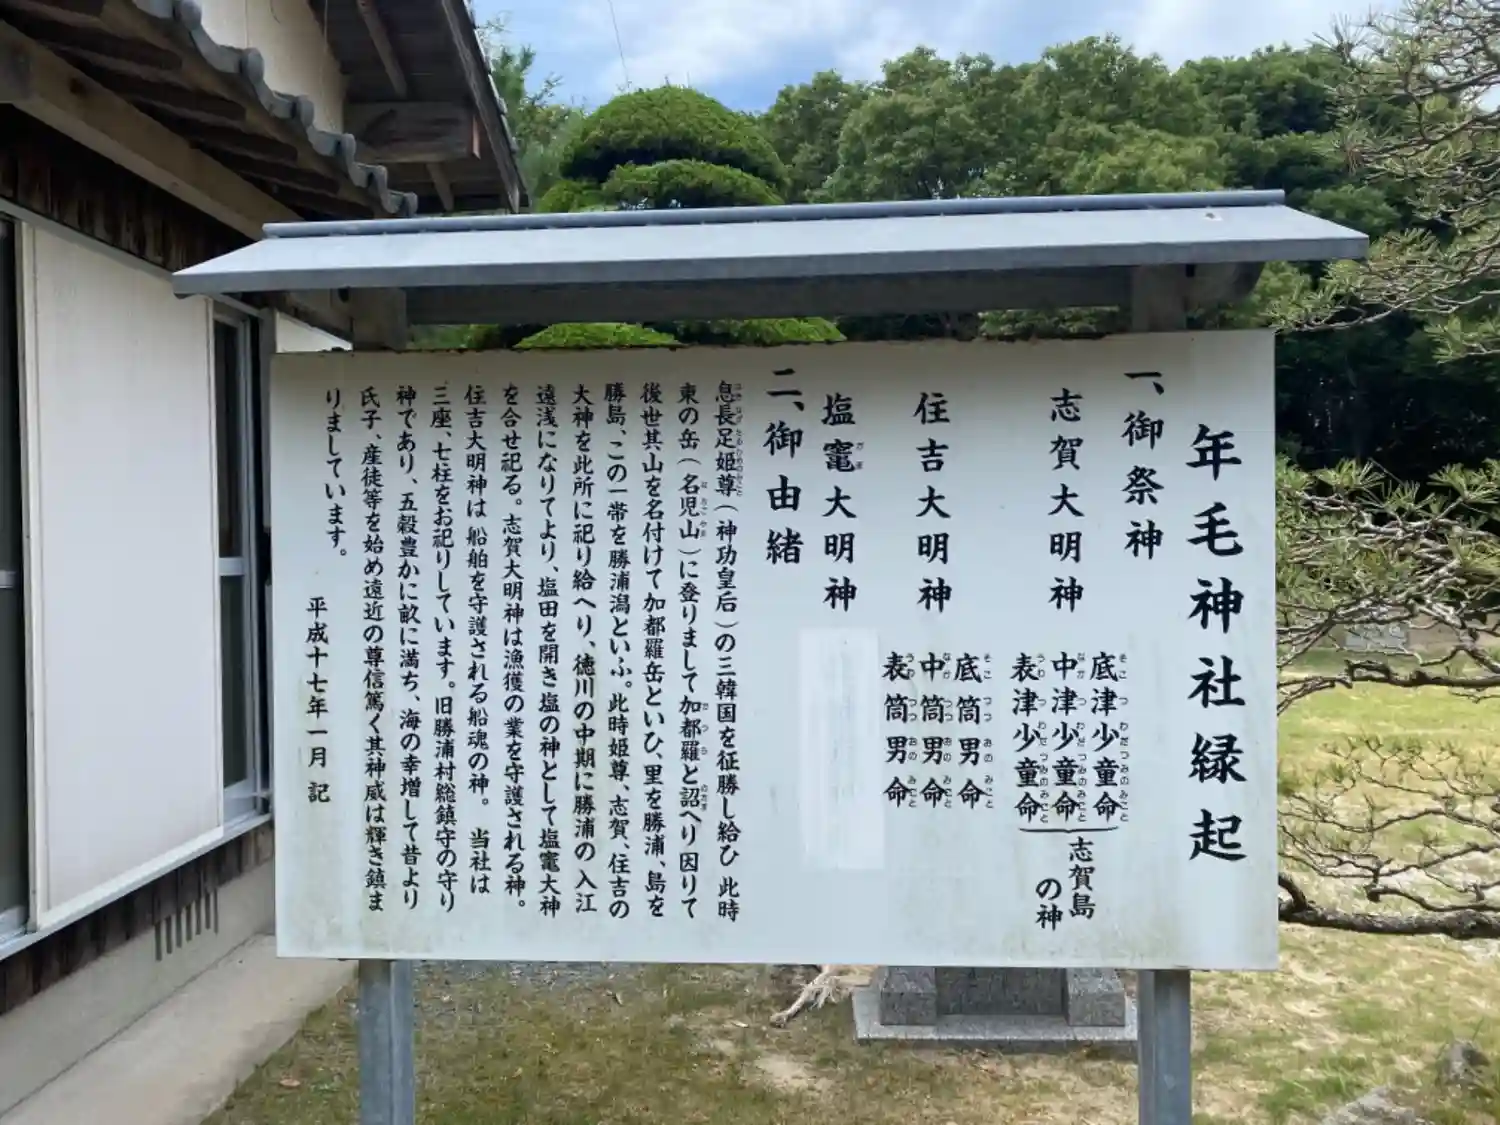 年毛神社縁起
一、御祭神
志賀大明神
底津少童命
中津少童命
表津少童命
志賀島
の神
住吉大明神
底筒男命
中筒男命
表筒男命
塩竃大明神
二、御由緒
息長足姫尊(神功皇后)の三韓国を征勝し給ひ此時
東の岳(名児山)に登りまして加都羅と詔へり因りて
後世其山を名付けて加都羅岳といひ、里を勝浦、島を
勝島、この一帯を勝浦潟といふ。此時姫尊、志賀、住吉の
大神を此所に祀り給へり、徳川の中期に勝浦の入江
遠浅になりてより、塩田を開き塩の神として塩竃大神
を合せ祀る。志賀大明神は漁獲の業を守護される神。
住吉大明神は船舶を守護される船魂の神。当社は
三座、七柱をお祀りしています。旧勝浦村総鎮守の守り
神であり、五穀豊かに畝に満ち、海の幸増して昔より
氏子、産徒等を始め遠近の尊信篤く其神威は輝き鎮ま
りましています。
平成十七年一月 記